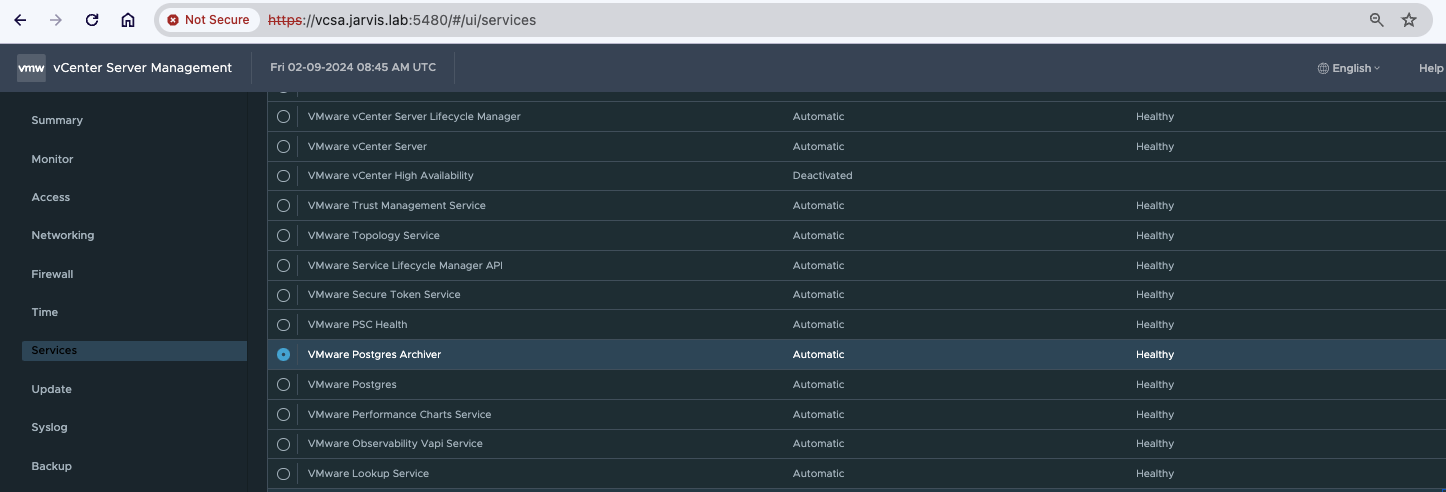 Not Secure https://vcsa.jarvis.lab:5480/#/ui/services
vmw vCenter Server Management Fri 02-09-2024 08:45 AM UTC English Help
Summary
Monitor
Access
Networking
Firewall
Time
Services
Update
Syslog
Backup
VMware vCenter Server Lifecycle Manager Automatic Healthy
VMware vCenter Server Automatic Healthy
VMware vCenter High Availability Deactivated
VMware Trust Management Service Automatic Healthy
VMware Topology Service Automatic Healthy
VMware Service Lifecycle Manager API Automatic Healthy
VMware Secure Token Service Automatic Healthy
VMware PSC Health Automatic Healthy
VMware Postgres Archiver Automatic Healthy
VMware Postgres Automatic Healthy
VMware Performance Charts Service Automatic Healthy
VMware Observability Vapi Service Automatic Healthy
VMware Lookup Service Automatic Healthy